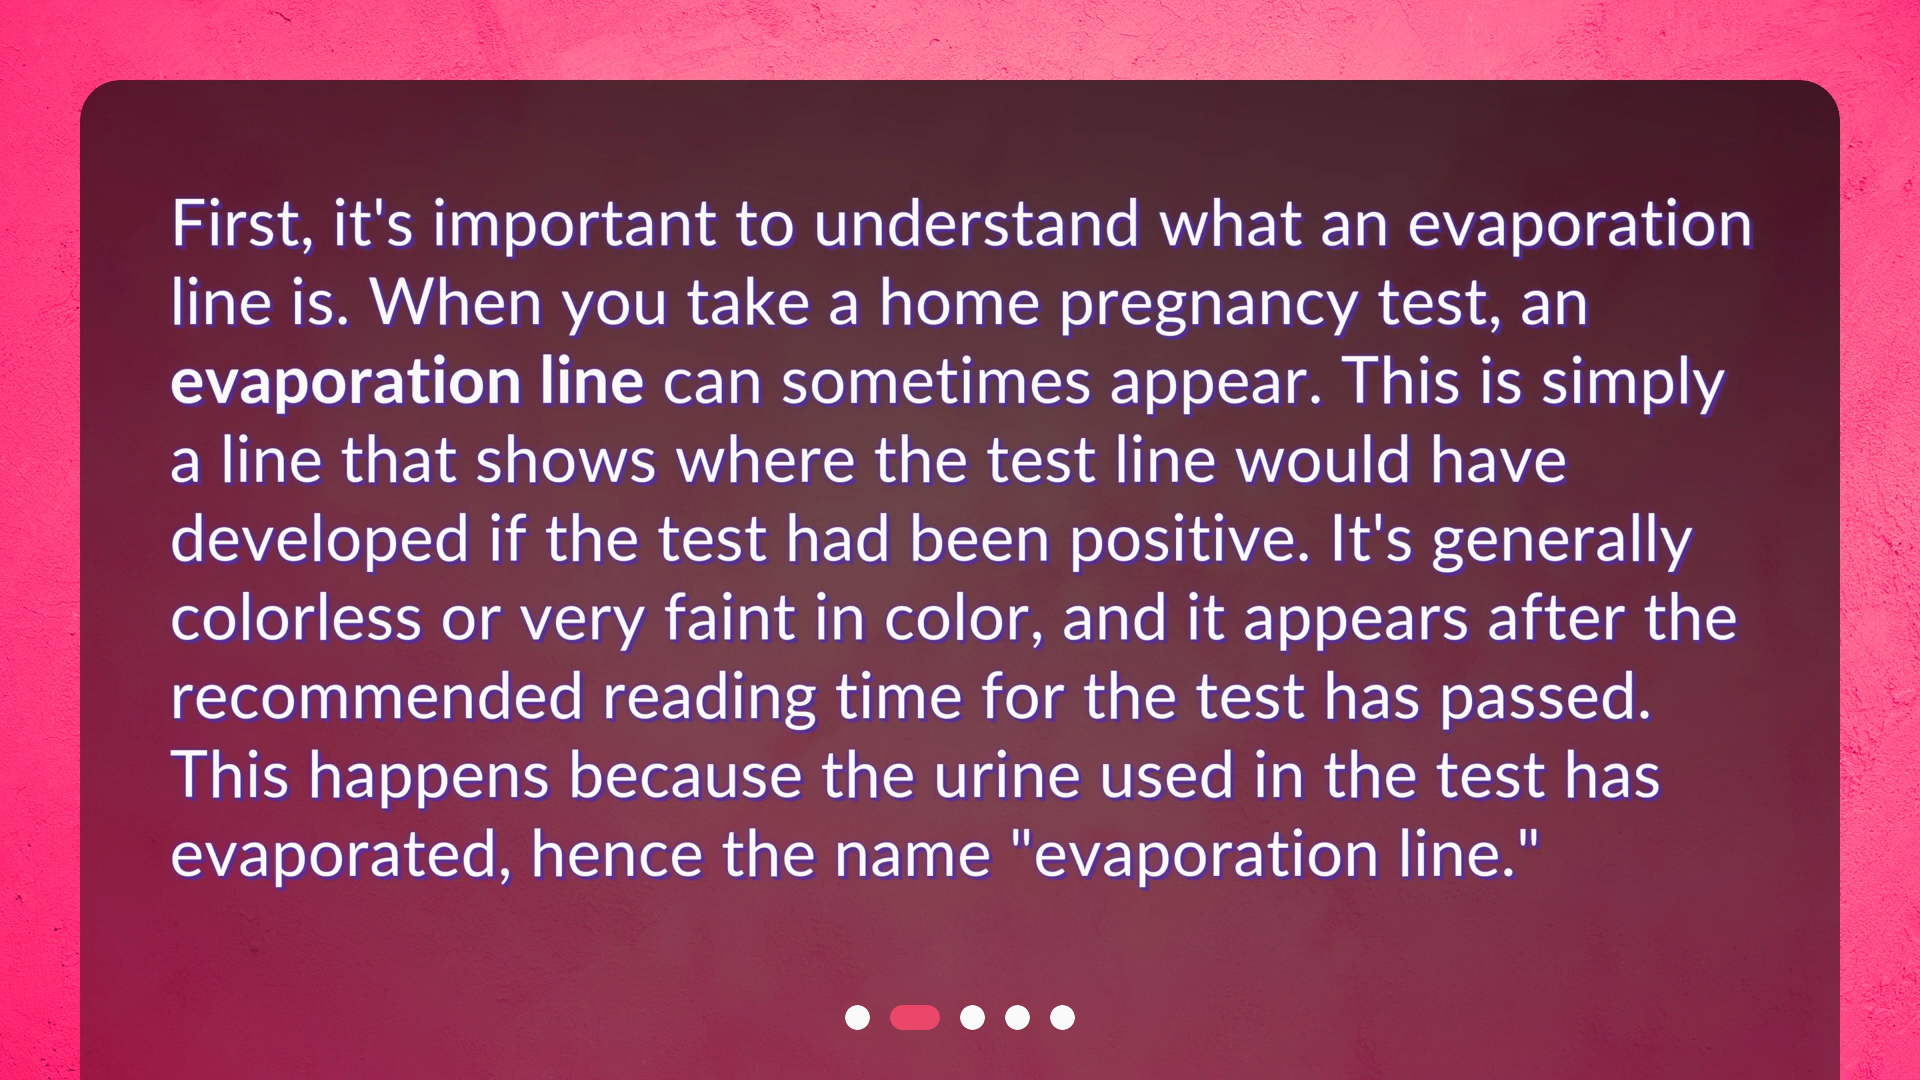 First, it's important to understand what an evaporation
line is. When you take a home pregnancy test, an
evaporation line can sometimes appear. This is simply
a line that shows where the test line would have
developed if the test had been positive. It's generally
colorless or very faint in color, and it appears after the
recommended reading time for the test has passed.
This happens because the urine used in the test has
evaporated, hence the name "evaporation line."